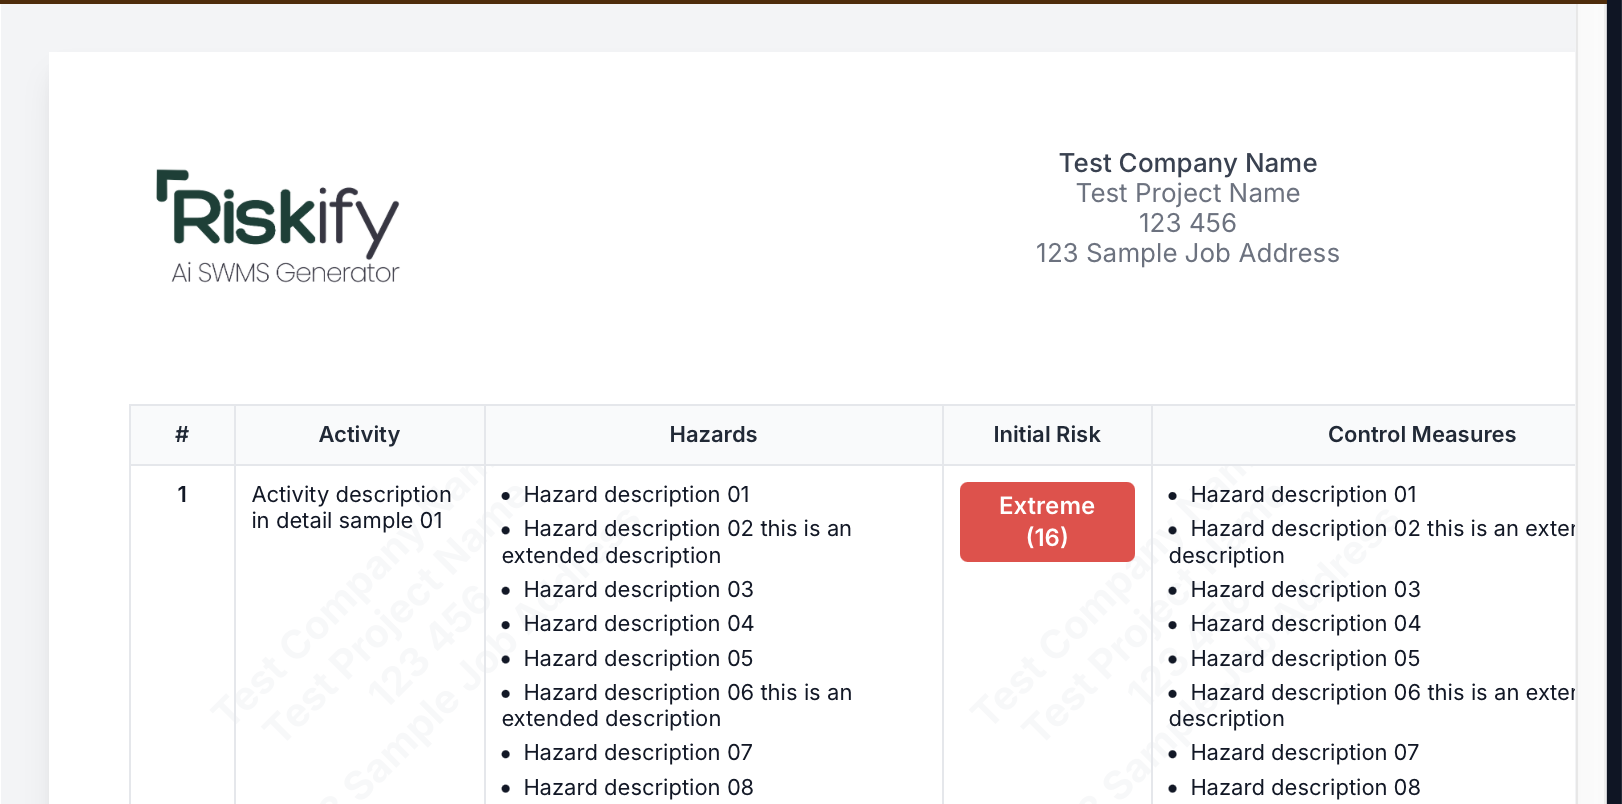 Riskify
Ai SWMS Generator
Test Company Name
Test Project Name
123 456
123 Sample Job Address
# Activity Hazards Initial Risk Control Measures
1
Activity description
in detail sample 01
• Hazard description 01
• Hazard description 02 this is an
extended description
• Hazard description 03
• Hazard description 04
• Hazard description 05
• Hazard description 06 this is an
extended description
• Hazard description 07
• Hazard description 08
Extreme
(16)
• Hazard description 01
• Hazard description 02 this is an
description
• Hazard description 03
• Hazard description 04
• Hazard description 05
• Hazard description 06 this is an
description
• Hazard description 07
• Hazard description 08
Test Company Nam
Test Project Name
123 456
Sample Job Address
Test Company Nam
Test Project Name
123 456
Sample Job Address